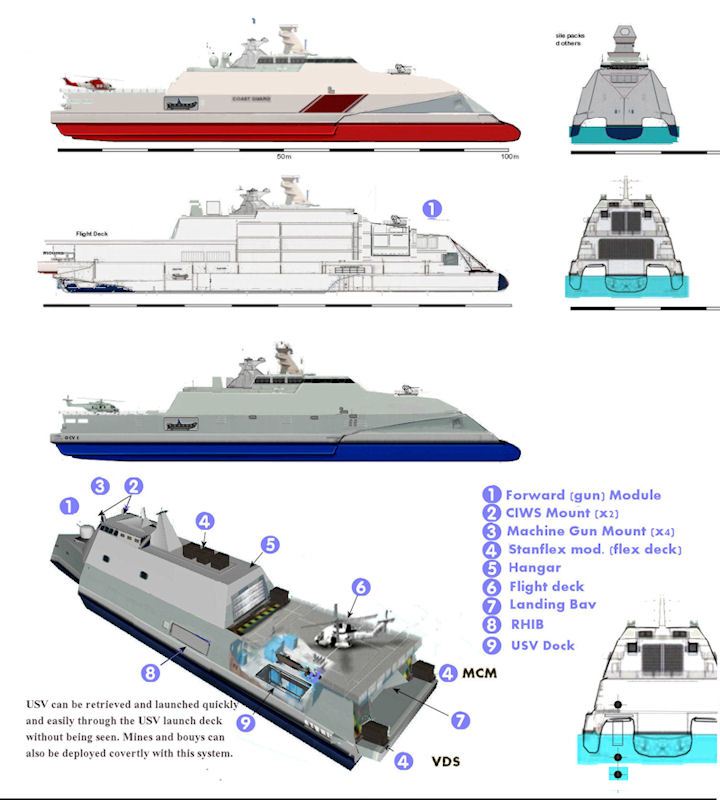 sile packs
d others
COAST GUARD
50m
100m
1
Flight Deck
1
3
2
4
5
6
8
9
4 MCM
7
4 VDS
1 Forward (gun) Module
2 CIWS Mount (x2)
3 Machine Gun Mount (x4)
4 Stanflex mod. (flex deck)
5 Hangar
6 Flight deck
7 Landing Bav
8 RHIB
9 USV Dock
USV can be retrieved and launched quickly
and easily through the USV launch deck
without being seen. Mines and bouys can
also be deployed covertly with this system.